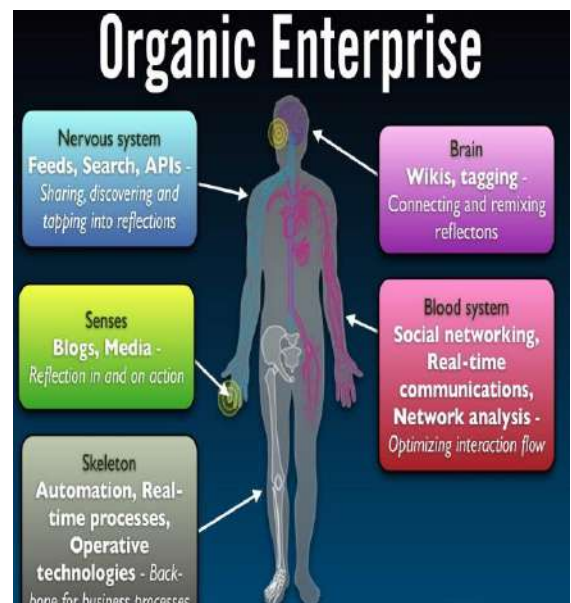 Organic Enterprise
Nervous system
Feeds, Search, APIs -
Sharing, discovering and
tapping into reflections
Brain
Wikis, tagging -
Connecting and remixing
reflectons
Senses
Blogs, Media -
Reflection in and on action
Blood system
Social networking,
Real-time
communications,
Network analysis -
Optimizing interaction flow
Skeleton
Automation, Real-
time processes,
Operative
technologies - Back-
bone for business processes